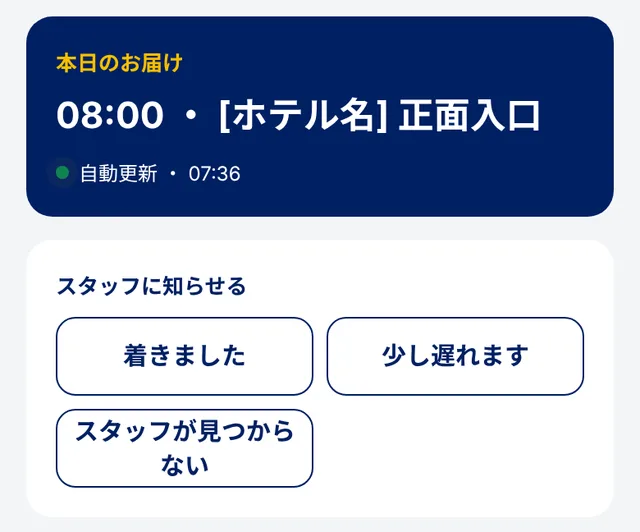 本日のお届け
08:00 ・ [ホテル名] 正面入口
自動更新 ・ 07:36
スタッフに知らせる
着きました
少し遅れます
スタッフが見つから
ない